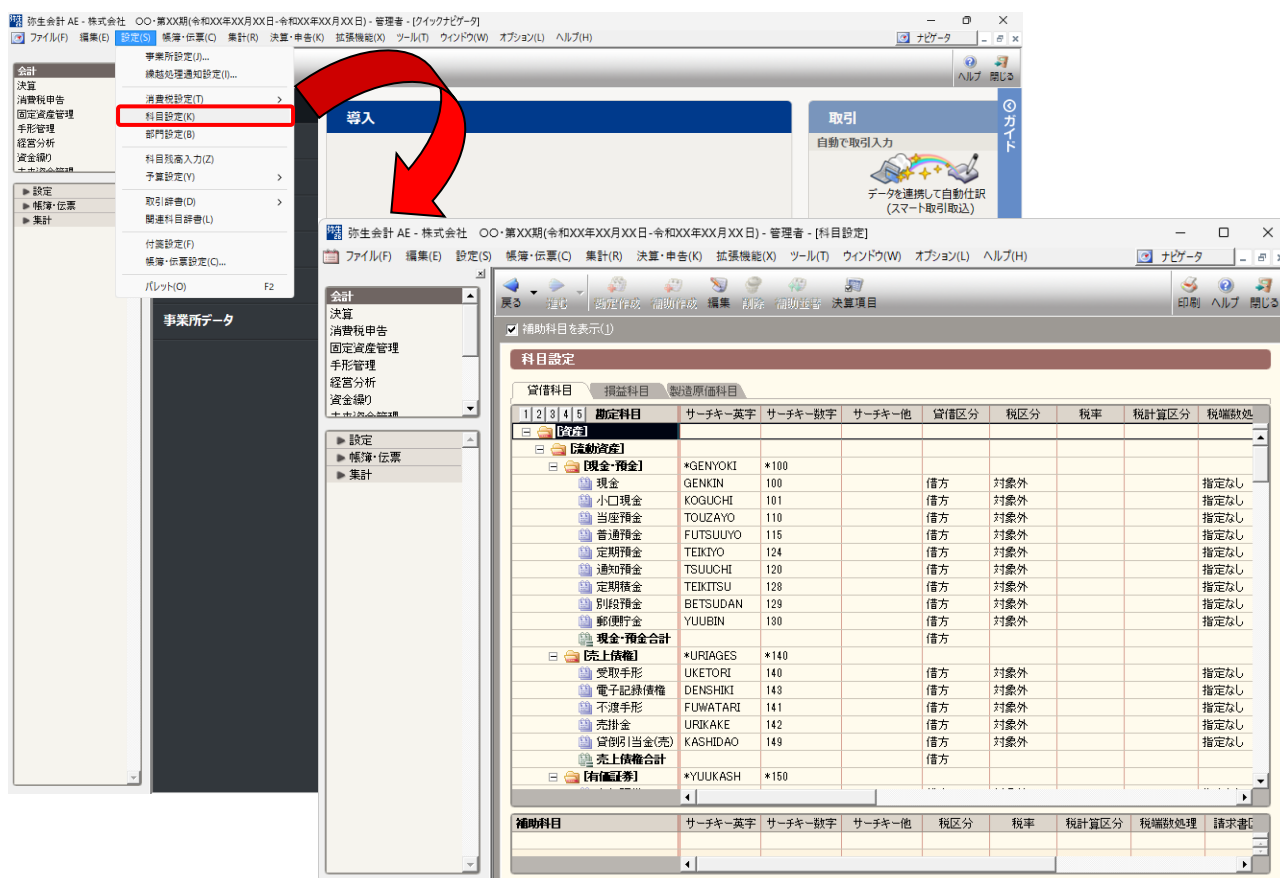 弥生会計 AE - 株式会社　〇〇・第XX期(令和XX年XX月XX日-令和XX年XX月XX日) - 管理者 - [クイックナビゲータ]
ファイル(F) 編集(E) 設定(S) 帳簿・伝票(C) 集計(R) 決算・申告(K) 拡張機能(X) ツール(T) ウィンドウ(W) オプション(L) ヘルプ(H) ナビゲータ
ヘルプ 閉じる
会計
決算
消費税申告
固定資産管理
手形管理
経営分析
資金繰り
設定
帳簿・伝票
集計
事業所設定(J)...
繰越処理通知設定(I)...
消費税設定(T)
科目設定(K)
部門設定(B)
科目残高入力(Z)
予算設定(Y)
取引辞書(D)
関連科目辞書(L)
付箋設定(F)
帳簿・伝票設定(C)...
パレット(O) F2
事業所データ
導入
取引
自動で取引入力
データを連携して自動仕訳
(スマート取引取込)
ガイド
弥生会計 AE - 株式会社　〇〇・第XX期(令和XX年XX月XX日-令和XX年XX月XX日) - 管理者 - [科目設定]
ファイル(F) 編集(E) 設定(S) 帳簿・伝票(C) 集計(R) 決算・申告(K) 拡張機能(X) ツール(T) ウィンドウ(W) オプション(L) ヘルプ(H) ナビゲータ
戻る 進む 勘定作成 補助作成 編集 削除 補助並替 決算項目 印刷 ヘルプ 閉じる
会計
決算
消費税申告
固定資産管理
手形管理
経営分析
資金繰り
設定
帳簿・伝票
集計
補助科目を表示(1)
科目設定
貸借科目 損益科目 製造原価科目
1 2 3 4 5 勘定科目 サーチキー英字 サーチキー数字 サーチキー他 貸借区分 税区分 税率 税計算区分 税端数処
[資産]
[流動資産]
[現金・預金] *GENYOKI *100
現金 GENKIN 100 借方 対象外 指定なし
小口現金 KOGUCHI 101 借方 対象外 指定なし
当座預金 TOUZAYO 110 借方 対象外 指定なし
普通預金 FUTSUUYO 115 借方 対象外 指定なし
定期預金 TEIKIYO 124 借方 対象外 指定なし
通知預金 TSUUCHI 120 借方 対象外 指定なし
定期積金 TEIKITSU 128 借方 対象外 指定なし
別段預金 BETSUDAN 129 借方 対象外 指定なし
郵便貯金 YUUBIN 130 借方 対象外 指定なし
現金・預金合計 借方
[売上債権] *URIAGES *140
受取手形 UKETORI 140 借方 対象外 指定なし
電子記録債権 DENSHIKI 143 借方 対象外 指定なし
不渡手形 FUWATARI 141 借方 対象外 指定なし
売掛金 URIKAKE 142 借方 対象外 指定なし
貸倒引当金(売) KASHIDAO 149 借方 対象外 指定なし
売上債権合計 借方
[有価証券] *YUUKASH *150
補助科目 サーチキー英字 サーチキー数字 サーチキー他 税区分 税率 税計算区分 税端数処理 請求書